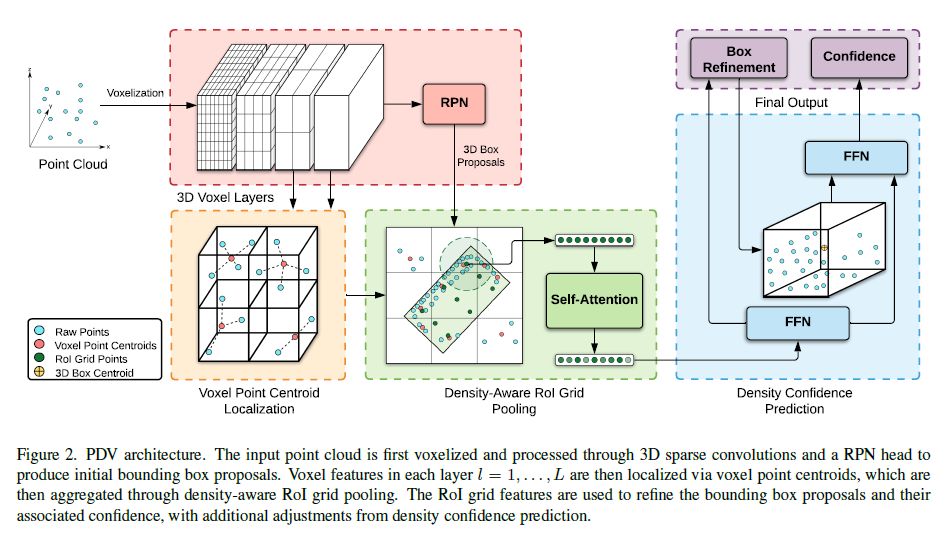 Point Cloud
z
y
x
Voxelization
3D Voxel Layers
RPN
3D Box
Proposals
Box
Refinement
Confidence
Final Output
FFN
FFN
Density Confidence
Prediction
Self-Attention
Density-Aware RoI Grid
Pooling
Voxel Point Centroid
Localization
Raw Points
Voxel Point Centroids
RoI Grid Points
3D Box Centroid
Figure 2. PDV architecture. The input point cloud is first voxelized and processed through 3D sparse convolutions and a RPN head to
produce initial bounding box proposals. Voxel features in each layer l = 1, . . . , L are then localized via voxel point centroids, which are
then aggregated through density-aware RoI grid pooling. The RoI grid features are used to refine the bounding box proposals and their
associated confidence, with additional adjustments from density confidence prediction.